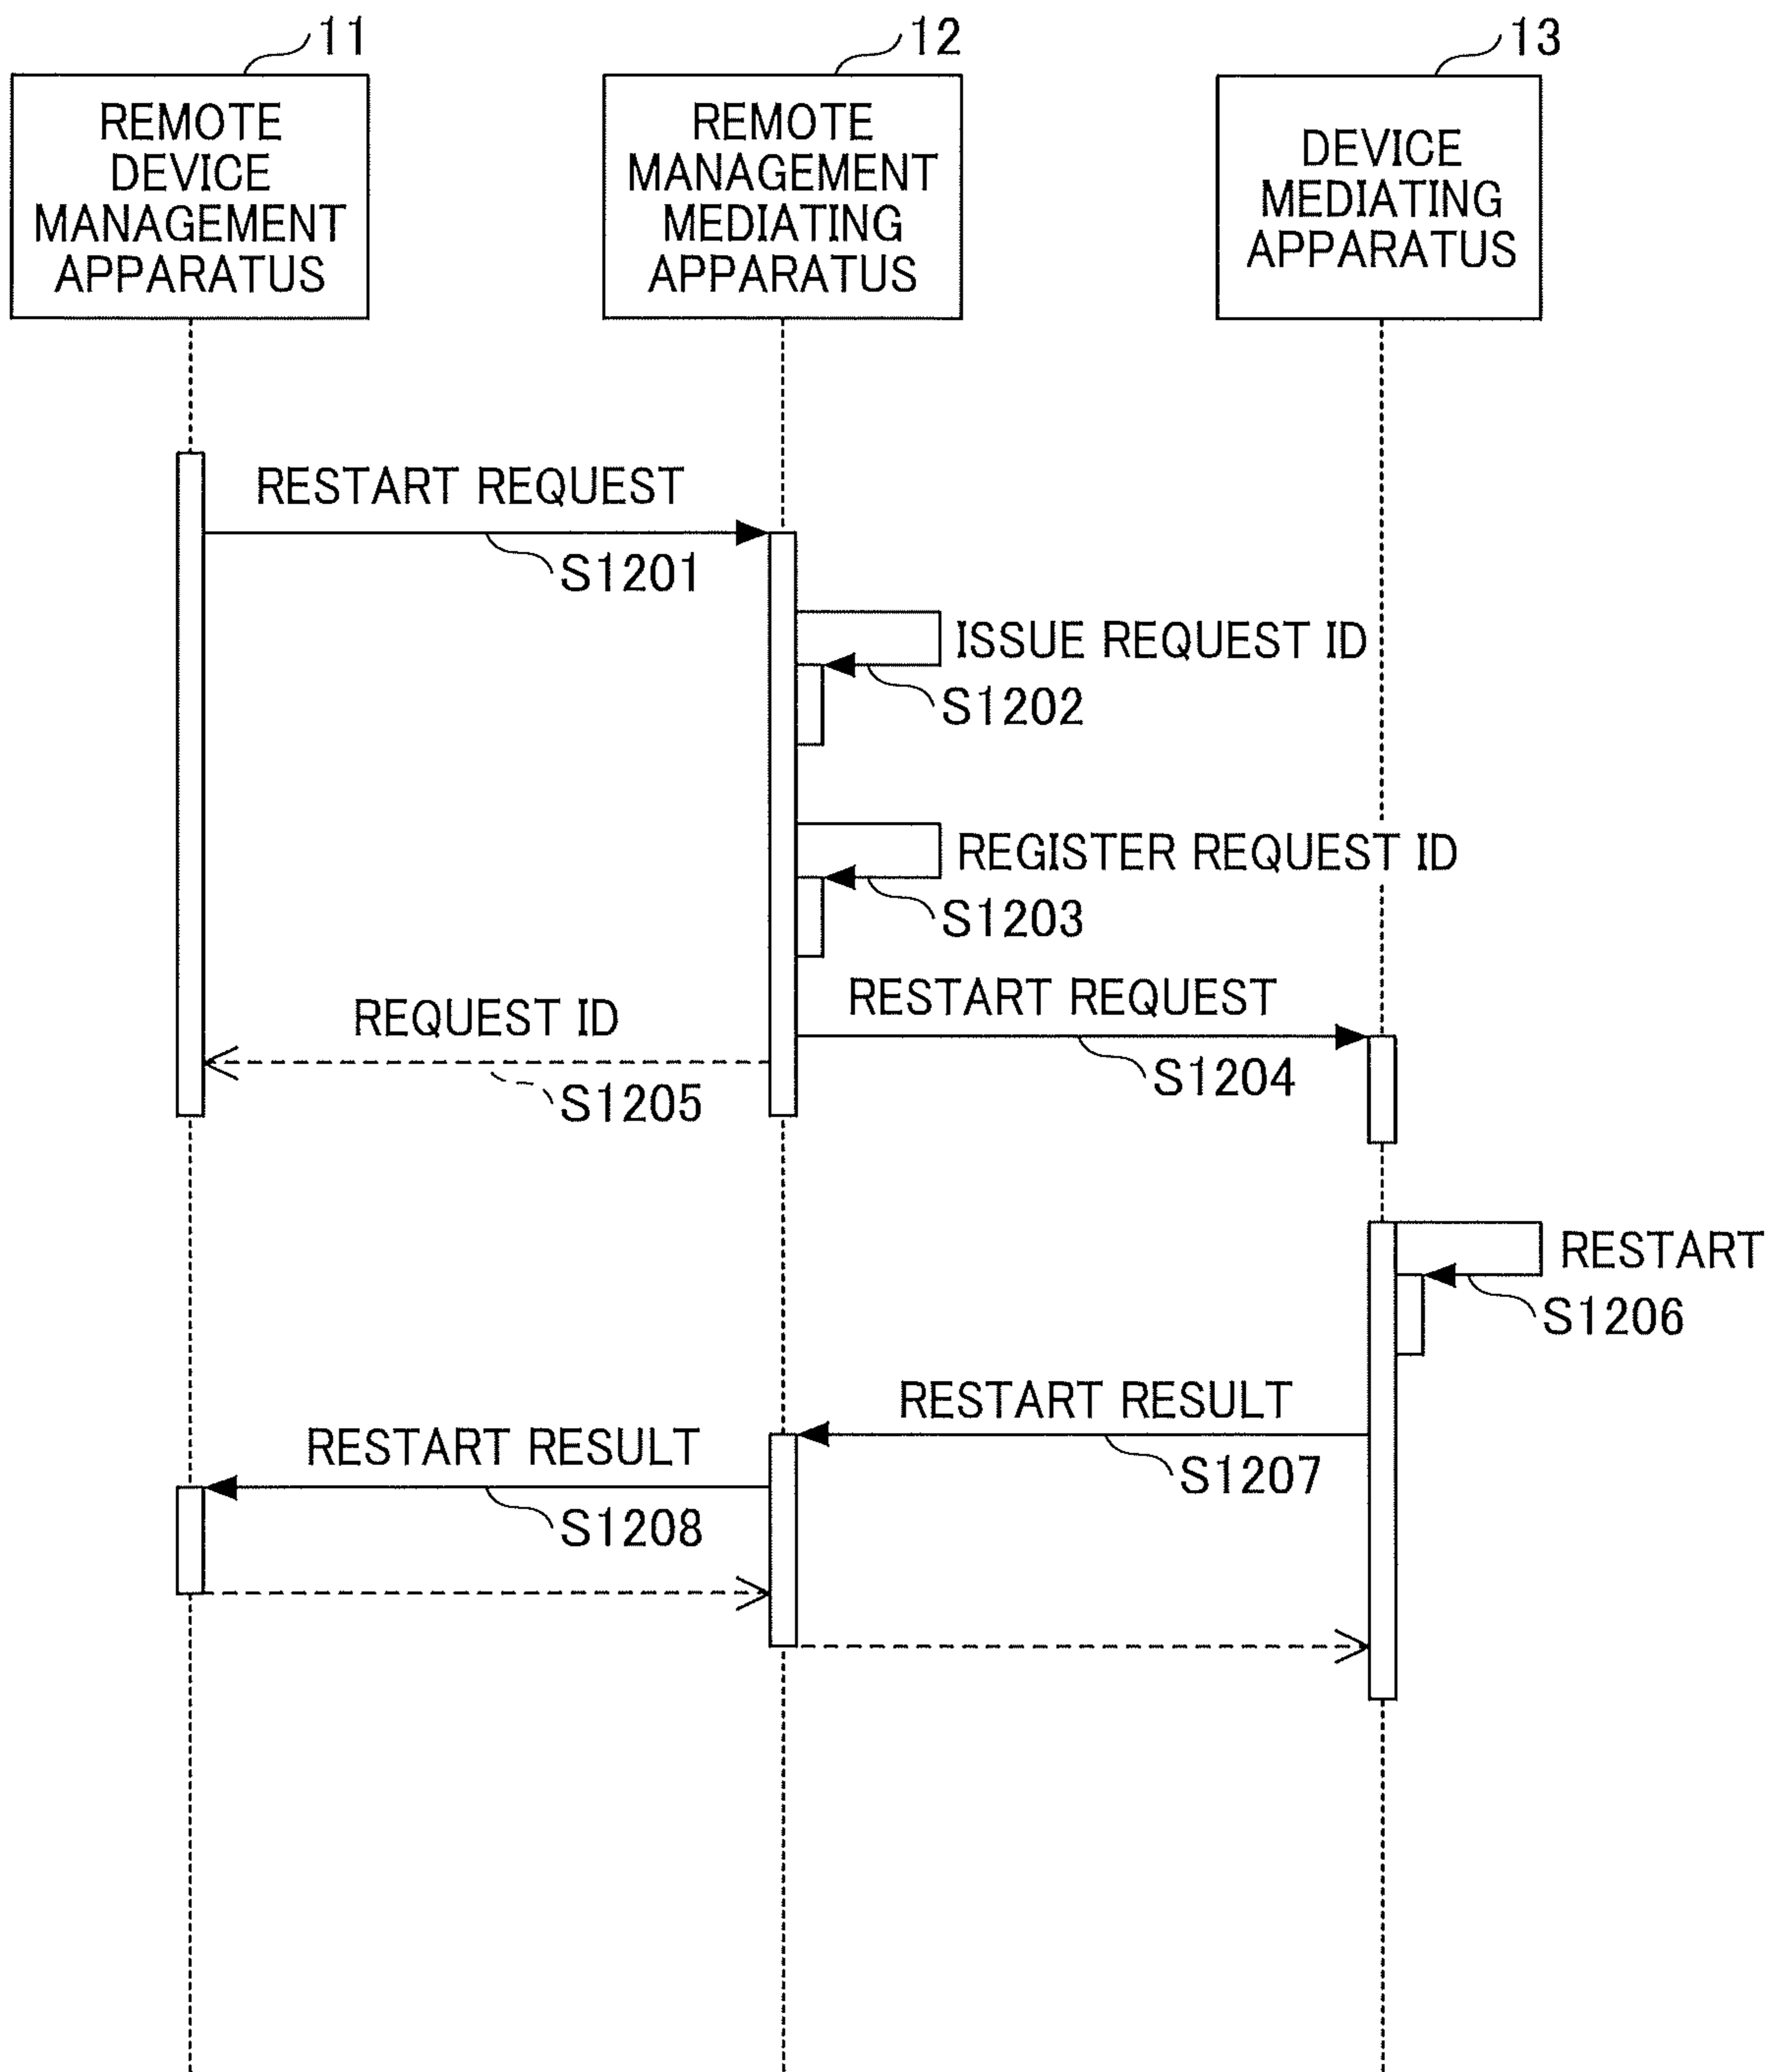 11
12
13
REMOTE
DEVICE
MANAGEMENT
APPARATUS
REMOTE
MANAGEMENT
MEDIATING
APPARATUS
DEVICE
MEDIATING
APPARATUS
RESTART REQUEST
S1201
ISSUE REQUEST ID
S1202
REGISTER REQUEST ID
S1203
RESTART REQUEST
S1204
REQUEST ID
S1205
RESTART
S1206
RESTART RESULT
S1207
RESTART RESULT
S1208